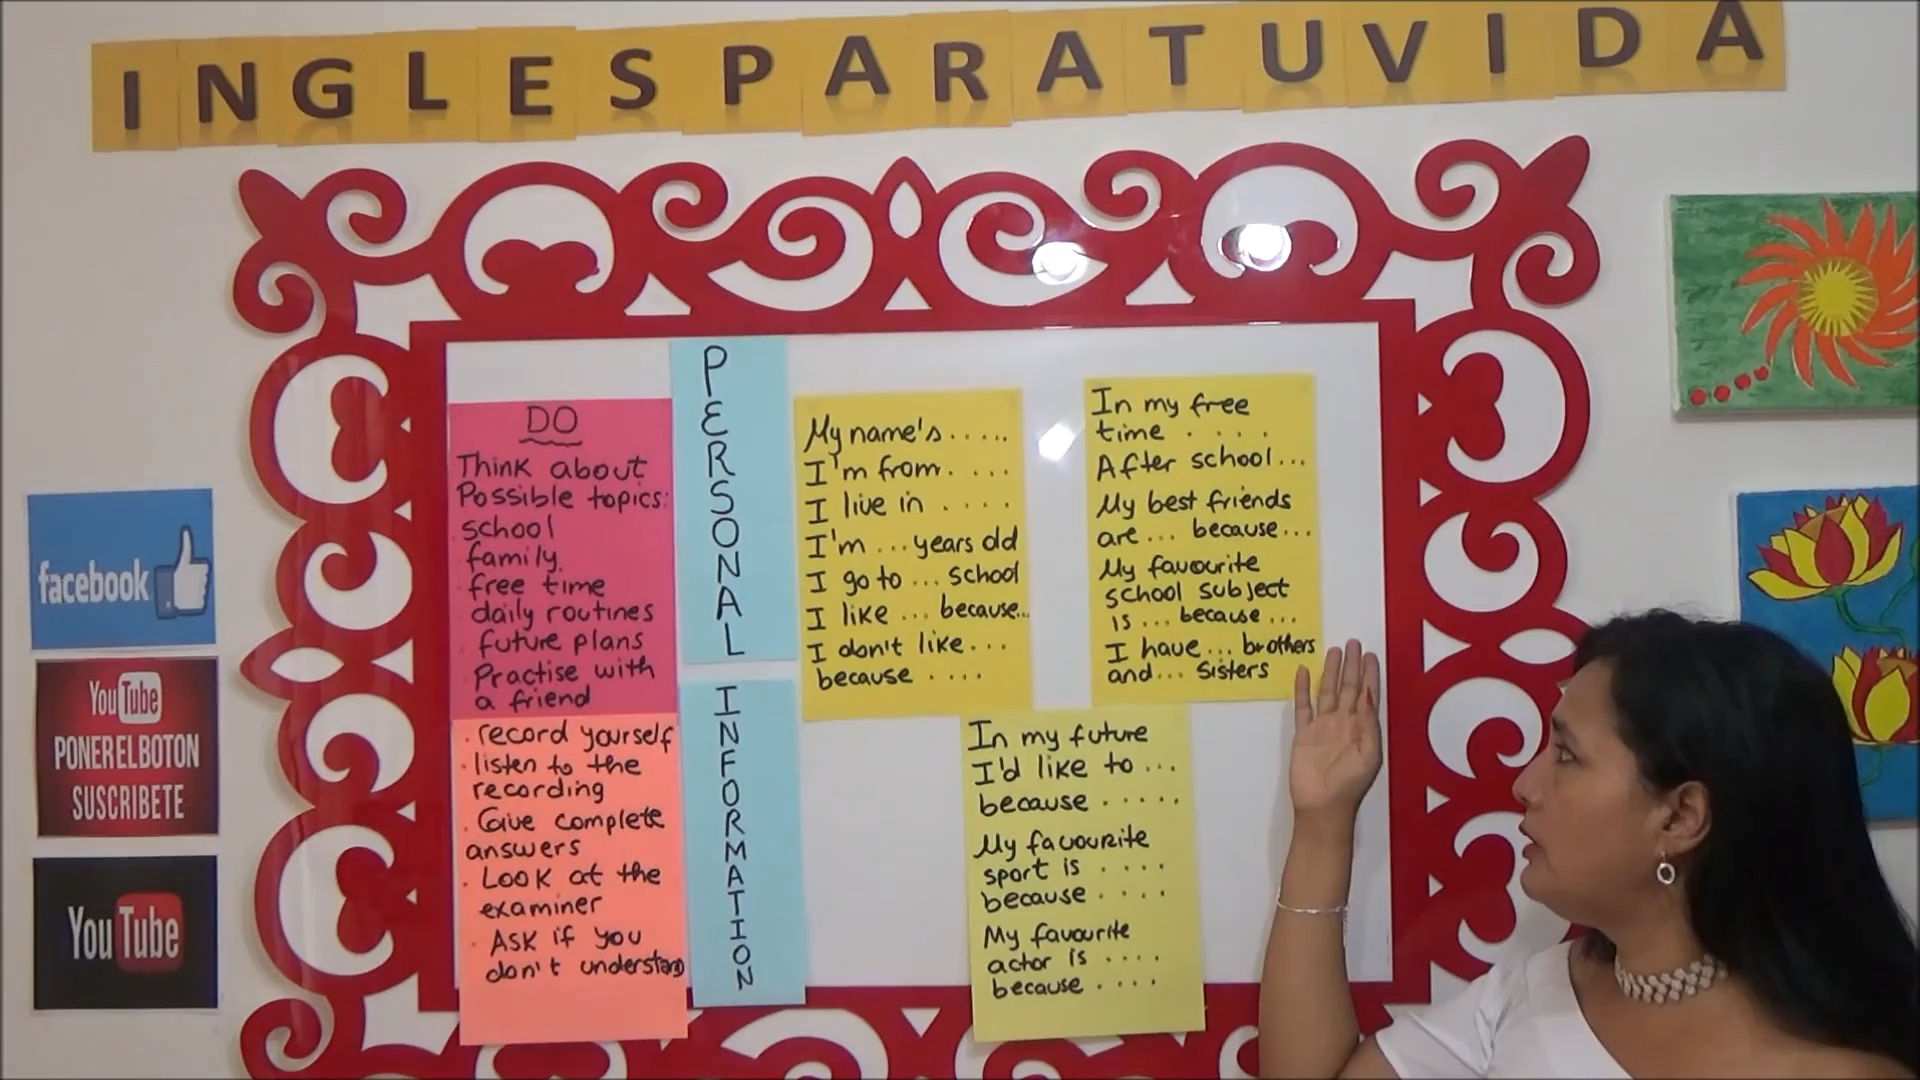 INGLESPARATUVIDA
facebook
YouTube
PONER EL BOTON
SUSCRIBETE
YouTube
DO
Think about
Possible topics:
. school
. family.
. free time
. daily routines
. future plans
. Practise with
a friend
. record yourself
. listen to the
recording
. Give complete
answers
. Look at the
examiner
. Ask if you
don't understand
PERSONAL
INFORMATION
My name's .....
I'm from. ....
I live in ....
I'm ... years old
I go to ... school
I like ... because...
I don't like...
because ....
In my free
time ....
After school...
My best friends
are ... because...
My favourite
school subject
is ... because ...
I have ... brothers
and... sisters
In my future
I'd like to ...
because .....
My favourite
sport is ....
because ....
My favourite
actor is ....
because ....